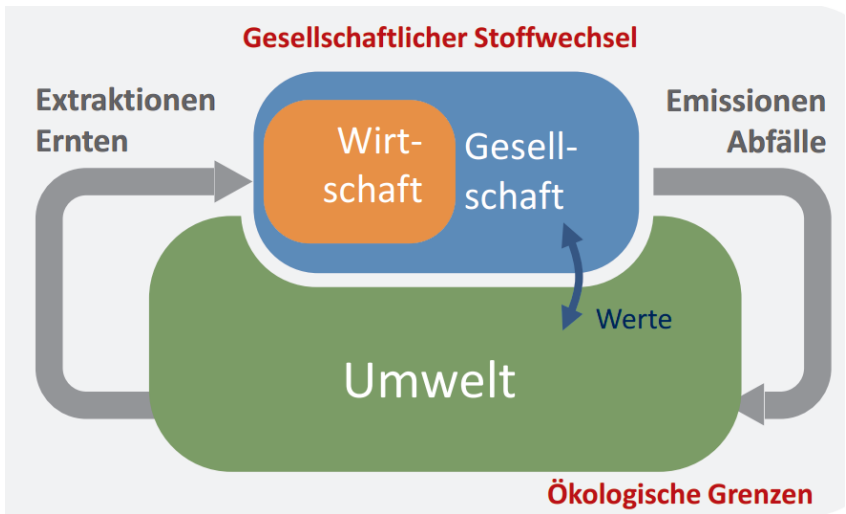 Gesellschaftlicher Stoffwechsel
Extraktionen
Ernten
Emissionen
Abfälle
Wirt-
schaft
Gesell-
schaft
Werte
Umwelt
Ökologische Grenzen